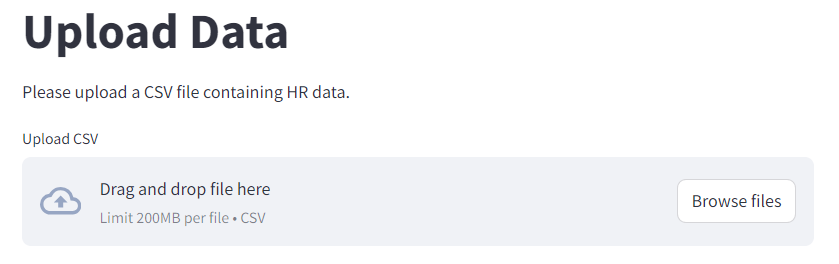 Upload Data
Please upload a CSV file containing HR data.
Upload CSV
Drag and drop file here
Limit 200MB per file • CSV
Browse files